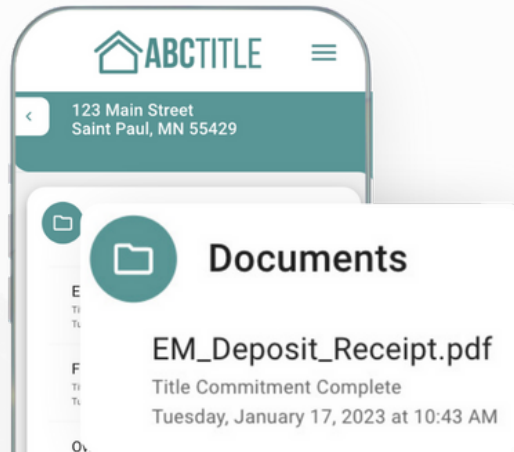 ABCTITLE
123 Main Street
Saint Paul, MN 55429
Documents
EM_Deposit_Receipt.pdf
Title Commitment Complete
Tuesday, January 17, 2023 at 10:43 AM